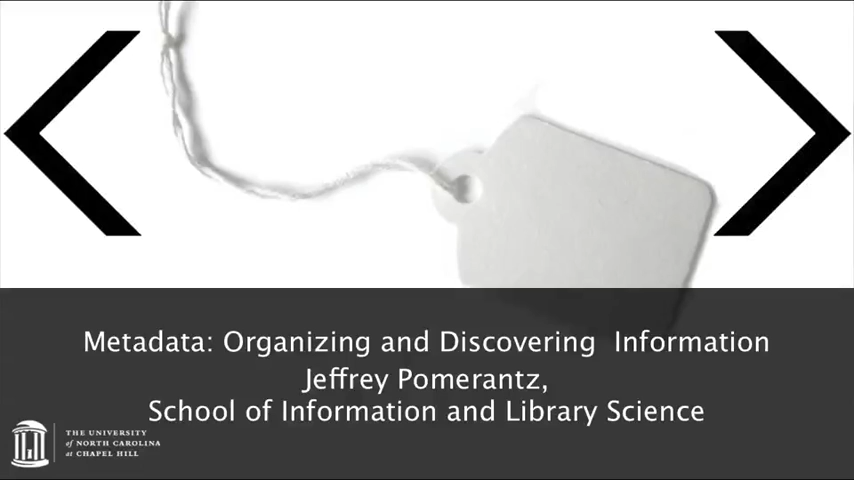 Metadata: Organizing and Discovering  Information
Jeffrey Pomerantz,
School of Information and Library Science
THE UNIVERSITY
of NORTH CAROLINA
at CHAPEL HILL